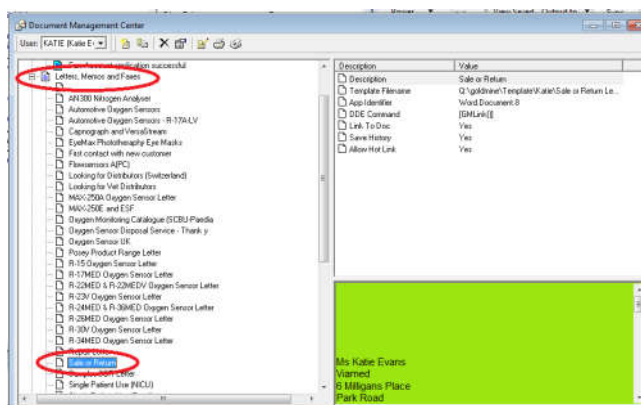 Document Management Center
User: KATIE (Katie E
application successful
Letters, Memos and Faxes
AN300 Nitrogen Analyser
Automotive Oxygen Sensors
Automotive Oxygen Sensors - R-17A-LV
Capnograph and VersaStream
EyeMax Phototheraphy Eye Masks
First contact with new customer
Flowsensors A(PC)
Looking for Distributors (Switzerland)
Looking for Vet Distributors
MAX-250A Oxygen Sensor Letter
MAX-250E and ESF
Oxygen Monitoring Catalogue (SCBU-Paedia
Oxygen Sensor Disposal Service - Thank y
Oxygen Sensor UK
Posey Product Range Letter
R-15 Oxygen Sensor Letter
R-17MED Oxygen Sensor Letter
R-22MED & R-22MEDV Oxygen Sensor Letter
R-23V Oxygen Sensor Letter
R-24MED & R-36MED Oxygen Sensor Letter
R-26MED Oxygen Sensor Letter
R-30V Oxygen Sensor Letter
R-34MED Oxygen Sensor Letter
Sale or Return
Letter
Single Patient Use (NICU)
Description Value
Description Sale or Return
Template Filename Q:\goldmine\Template\Katie\Sale or Return Le...
App Identifier Word.Document.8
DDE Command [GMLink()]
Link To Doc Yes
Save History Yes
Allow Hot Link Yes
Ms Katie Evans
Viamed
6 Milligans Place
Park Road